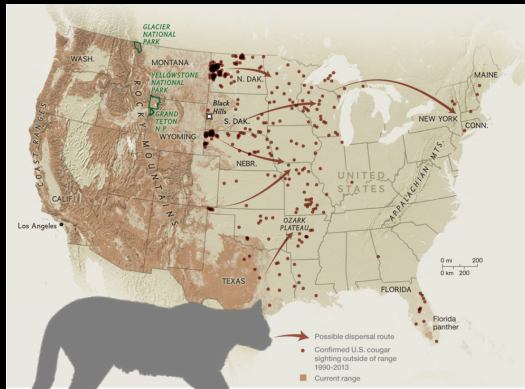 GLACIER
NATIONAL
PARK
WASH.
MONTANA
N. DAK.
MAINE
YELLOWSTONE
NATIONAL
PARK
Black
Hills
GRAND
TETON
N.P.
S. DAK.
NEW YORK
CONN.
WYOMING
ROCKY MOUNTAINS
COAST RANGES
NEBR.
UNITED
STATES
APPALACHIAN MTS.
CALIF.
OZARK
PLATEAU
Los Angeles
0 mi 200
0 km 200
TEXAS
FLORIDA
Florida
panther
Possible dispersal route
Confirmed U.S. cougar
sighting outside of range
1990-2013
Current range